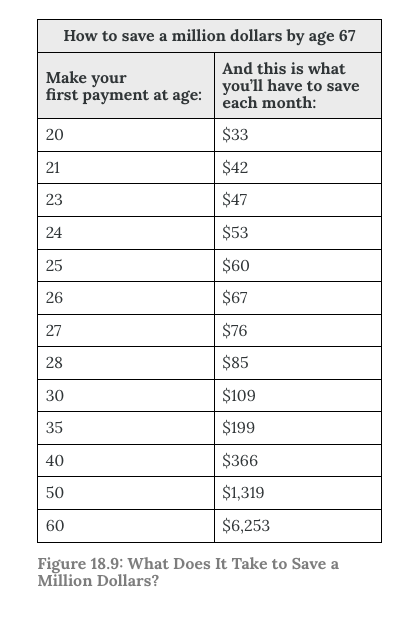 How to save a million dollars by age 67
Make your
first payment at age:
And this is what
you'll have to save
each month:
20 $33
21 $42
23 $47
24 $53
25 $60
26 $67
27 $76
28 $85
30 $109
35 $199
40 $366
50 $1,319
60 $6,253
Figure 18.9: What Does It Take to Save a
Million Dollars?